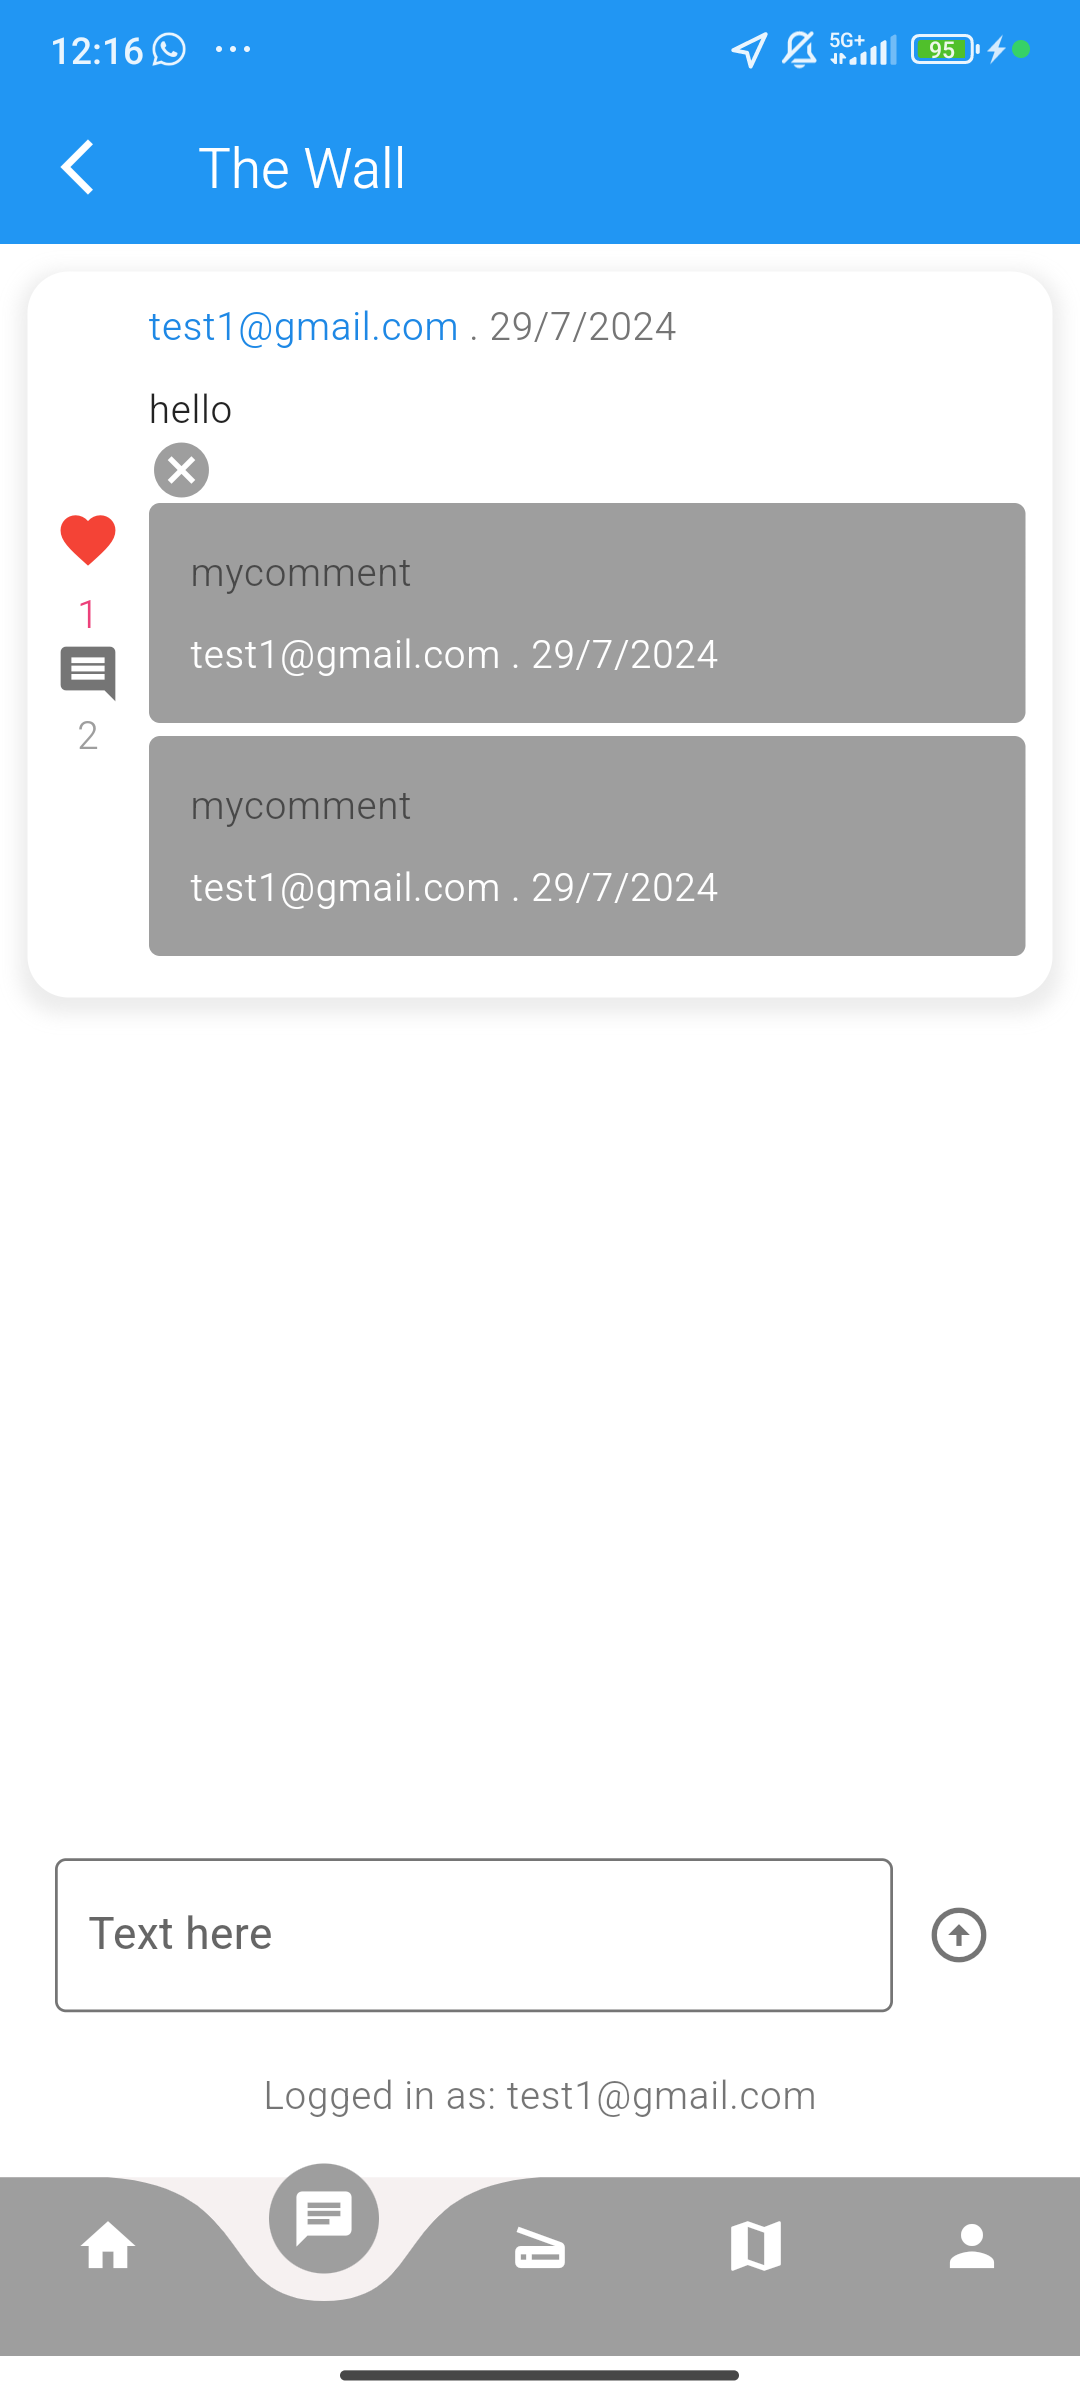 12:16
5G+
95
The Wall
test1@gmail.com . 29/7/2024
hello
mycomment
1
test1@gmail.com . 29/7/2024
2
mycomment
test1@gmail.com . 29/7/2024
Text here
Logged in as: test1@gmail.com